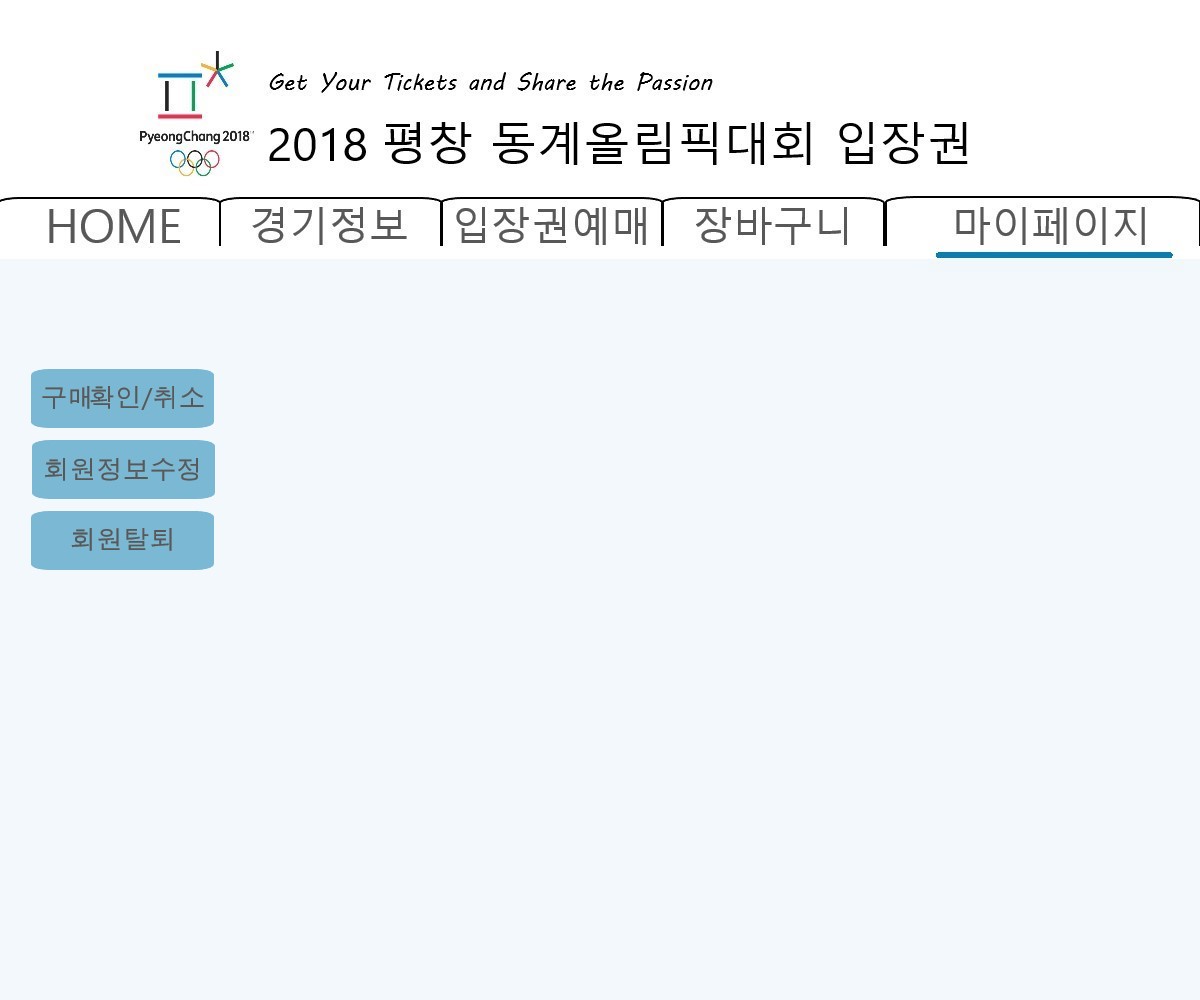 Get Your Tickets and Share the Passion
PyeongChang 2018
2018 평창 동계올림픽대회 입장권
HOME 경기정보 입장권예매 장바구니 마이페이지
구매확인/취소
회원정보수정
회원탈퇴